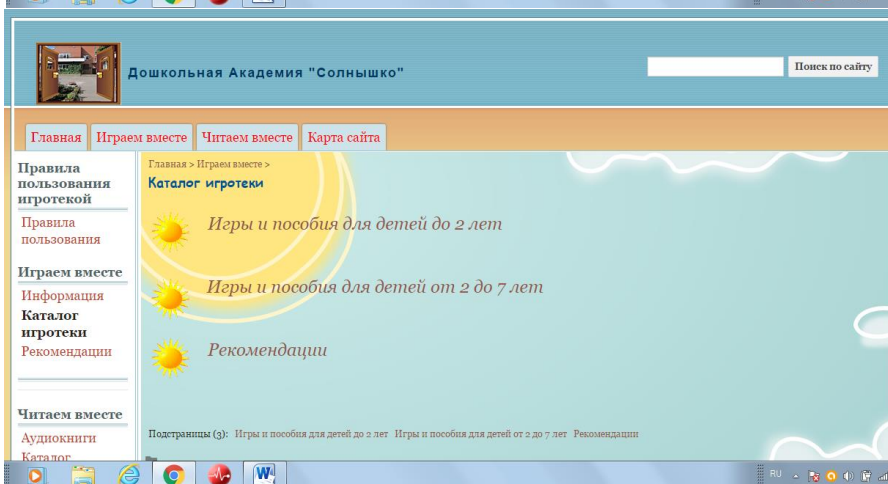 Дошкольная Академия "Солнышко"
Поиск по сайту
Главная Играем вместе Читаем вместе Карта сайта
Правила
пользования
игротекой
Правила
пользования
Играем вместе
Информация
Каталог
игротеки
Рекомендации
Читаем вместе
Аудиокниги
Каталог
Главная > Играем вместе >
Каталог игротеки
Игры и пособия для детей до 2 лет
Игры и пособия для детей от 2 до 7 лет
Рекомендации
Подстраницы (3): Игры и пособия для детей до 2 лет Игры и пособия для детей от 2 до 7 лет Рекомендации
RU